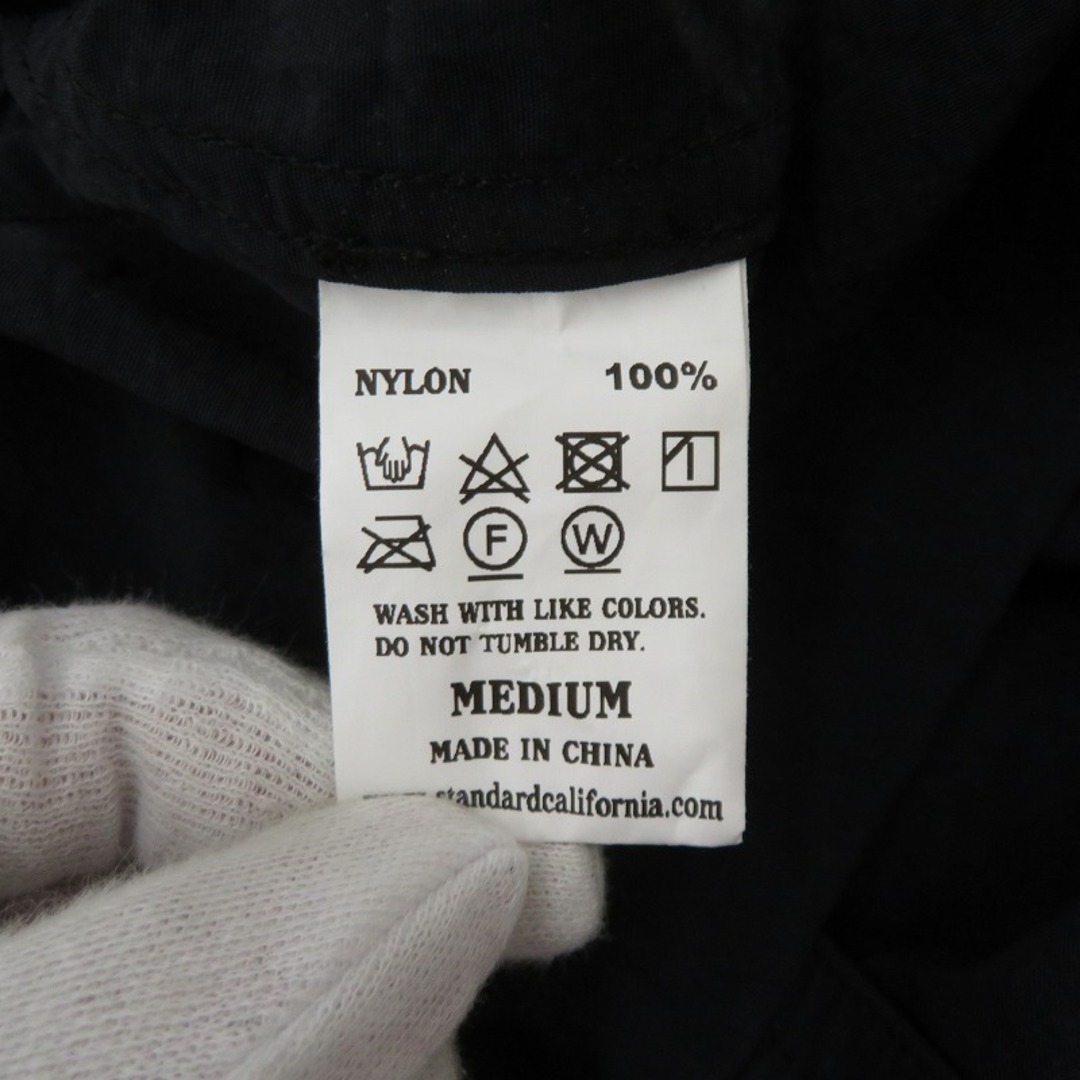 NYLON 100%
F W
WASH WITH LIKE COLORS.
DO NOT TUMBLE DRY.
MEDIUM
MADE IN CHINA
standardcalifornia.com